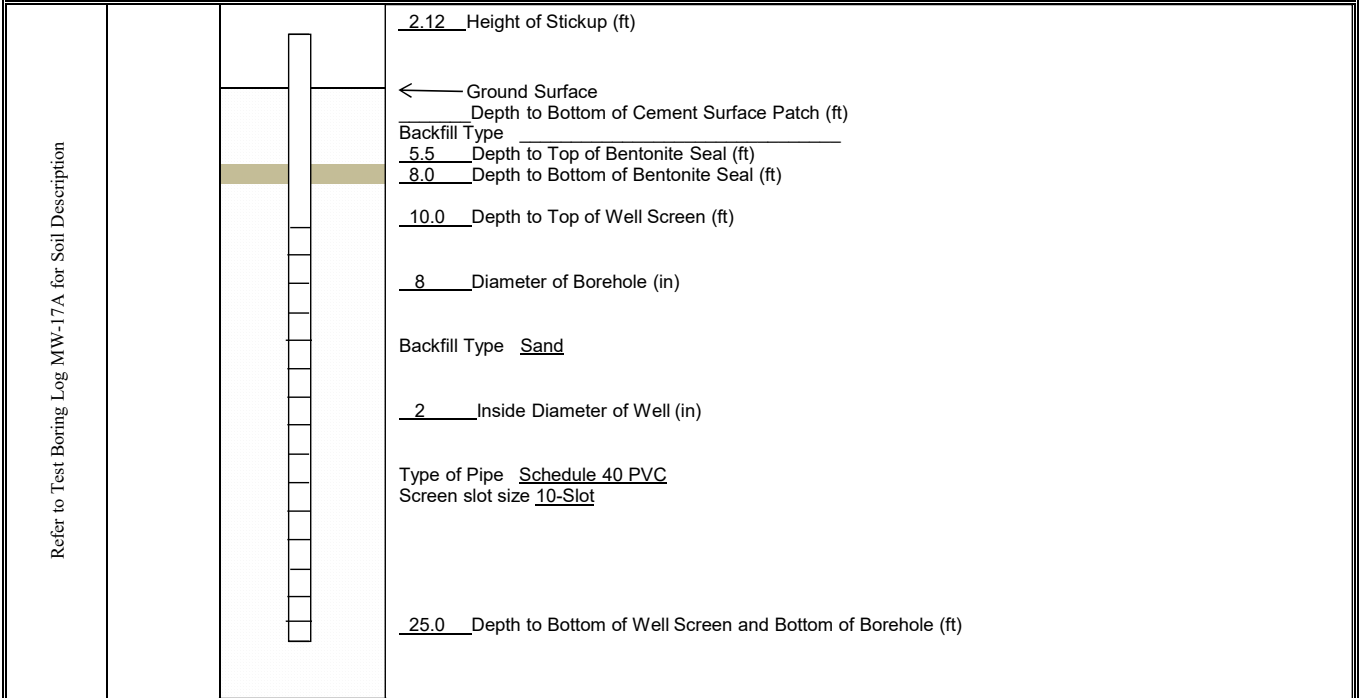 Refer to Test Boring Log MW-17A for Soil Description
2.12 Height of Stickup (ft)
Ground Surface
_______Depth to Bottom of Cement Surface Patch (ft)
Backfill Type ______________________________
5.5 Depth to Top of Bentonite Seal (ft)
8.0 Depth to Bottom of Bentonite Seal (ft)
10.0 Depth to Top of Well Screen (ft)
8 Diameter of Borehole (in)
Backfill Type Sand
2 Inside Diameter of Well (in)
Type of Pipe Schedule 40 PVC
Screen slot size 10-Slot
25.0 Depth to Bottom of Well Screen and Bottom of Borehole (ft)